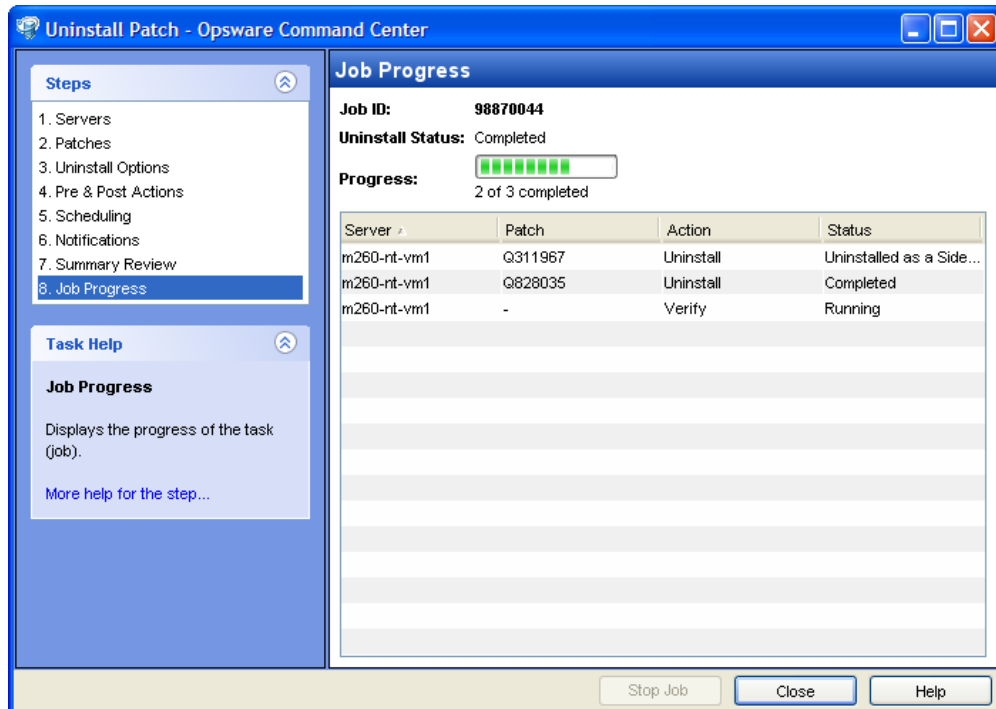 Uninstall Patch - Opsware Command Center
Steps
1. Servers
2. Patches
3. Uninstall Options
4. Pre & Post Actions
5. Scheduling
6. Notifications
7. Summary Review
8. Job Progress
Task Help
Job Progress
Displays the progress of the task
(job).
More help for the step...
Job Progress
Job ID: 98870044
Uninstall Status: Completed
Progress:
2 of 3 completed
Server Patch Action Status
m260-nt-vm1 Q311967 Uninstall Uninstalled as a Side...
m260-nt-vm1 Q828035 Uninstall Completed
m260-nt-vm1 - Verify Running
Stop Job Close Help